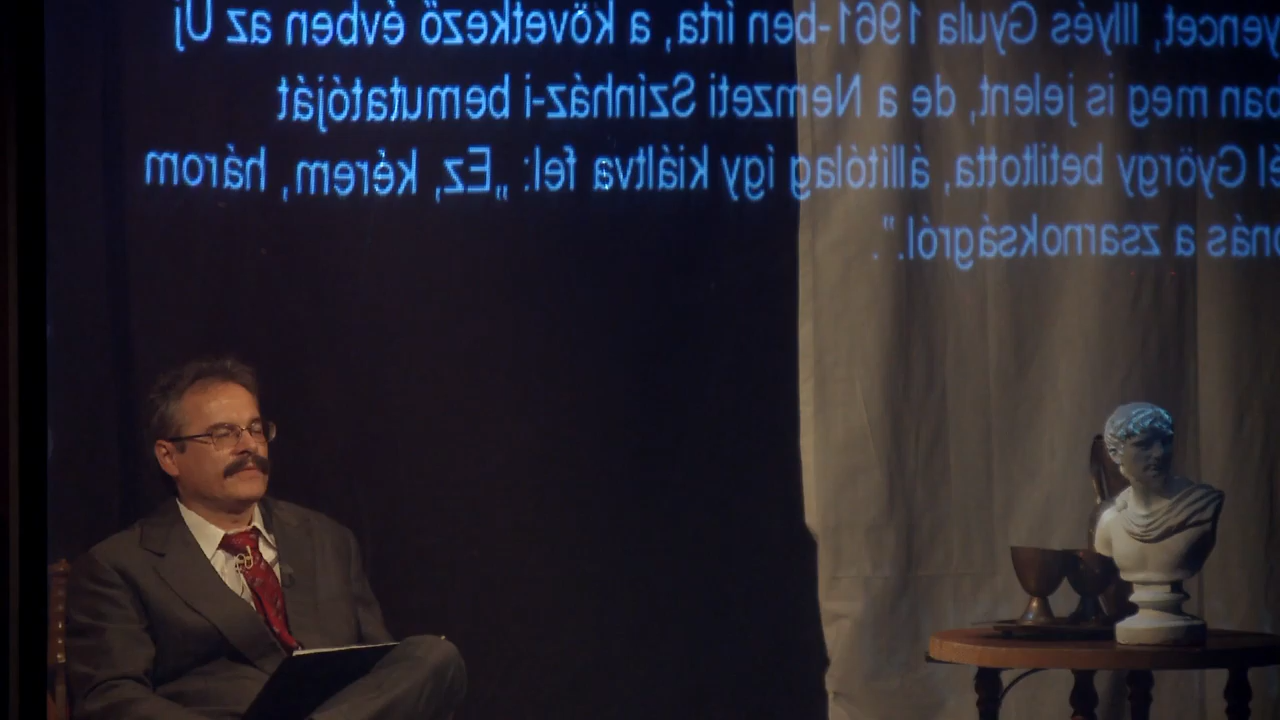 yencet, Illyés Gyula 1961-ben írta, a következő évben az Új
ban meg is jelent, de a Nemzeti Színház-i bemutatóját
él György betiltotta, állítólag így kiáltva fel: „Ez, kérem, három
onás a zsarnokságról.”.